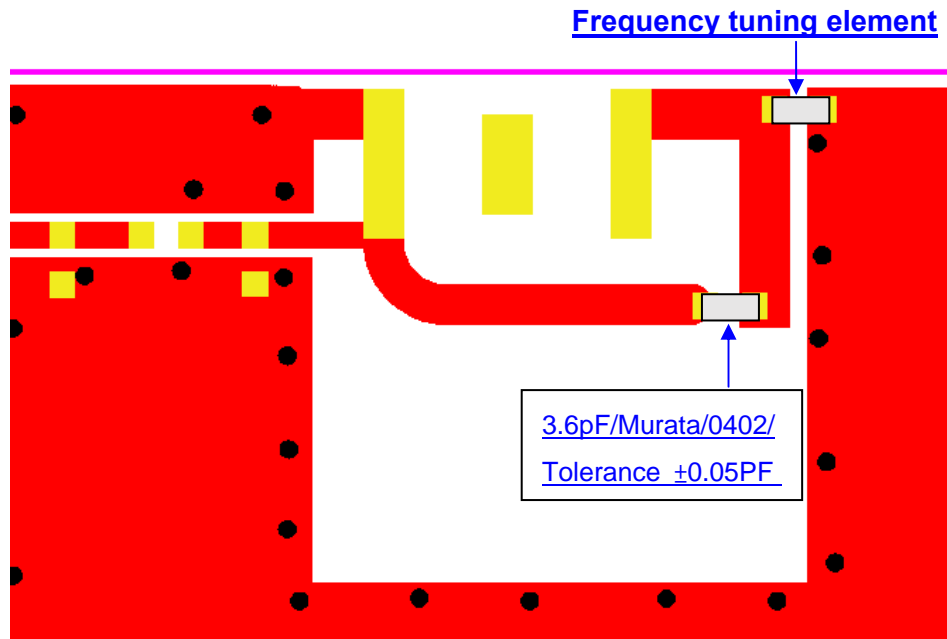 Frequency tuning element
3.6pF/Murata/0402/
Tolerance ±0.05PF